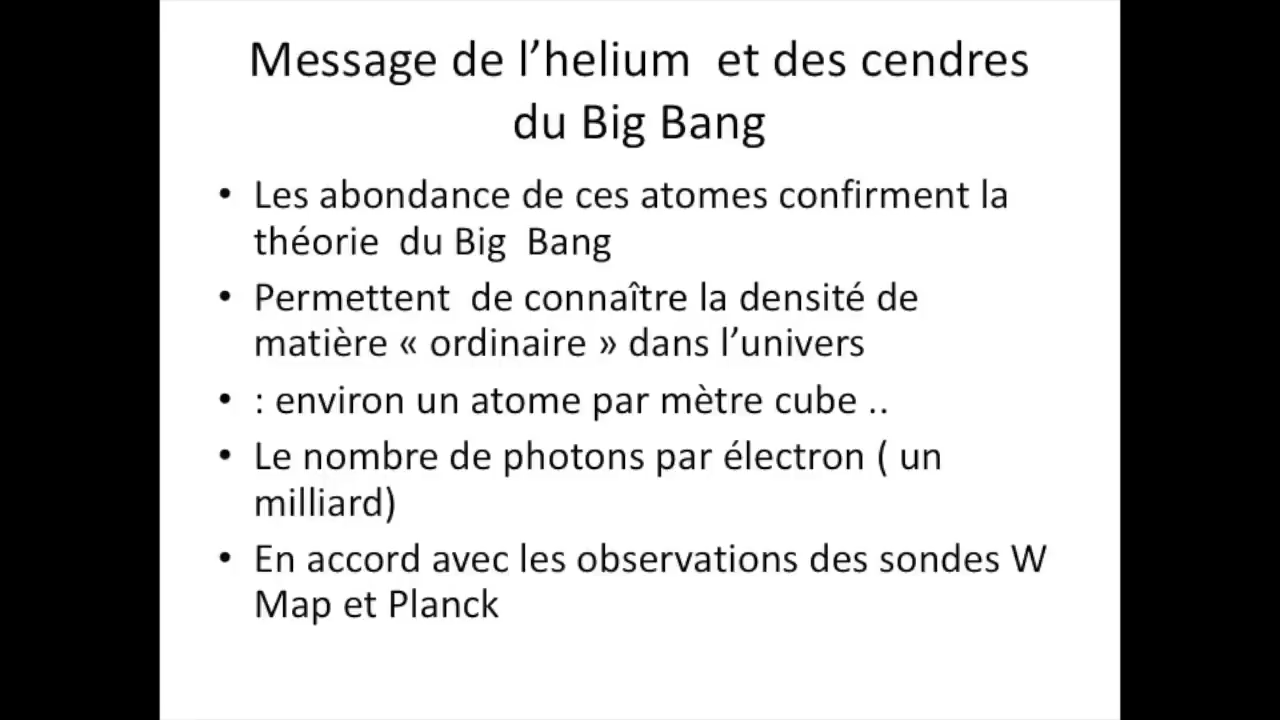 Message de l’helium  et des cendres
du Big Bang
• Les abondance de ces atomes confirment la
théorie  du Big  Bang
• Permettent  de connaître la densité de
matière « ordinaire » dans l’univers
• : environ un atome par mètre cube ..
• Le nombre de photons par électron ( un
milliard)
• En accord avec les observations des sondes W
Map et Planck